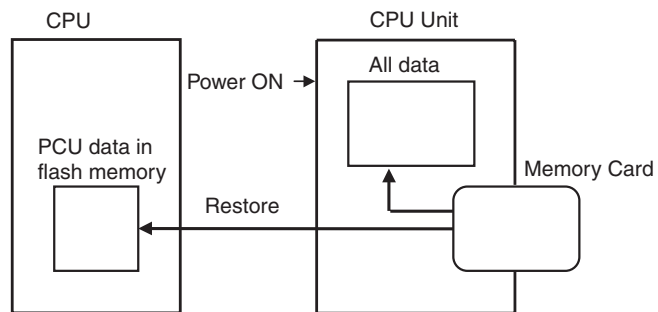 CPU
CPU Unit
Power ON
All data
PCU data in
flash memory
Memory Card
Restore